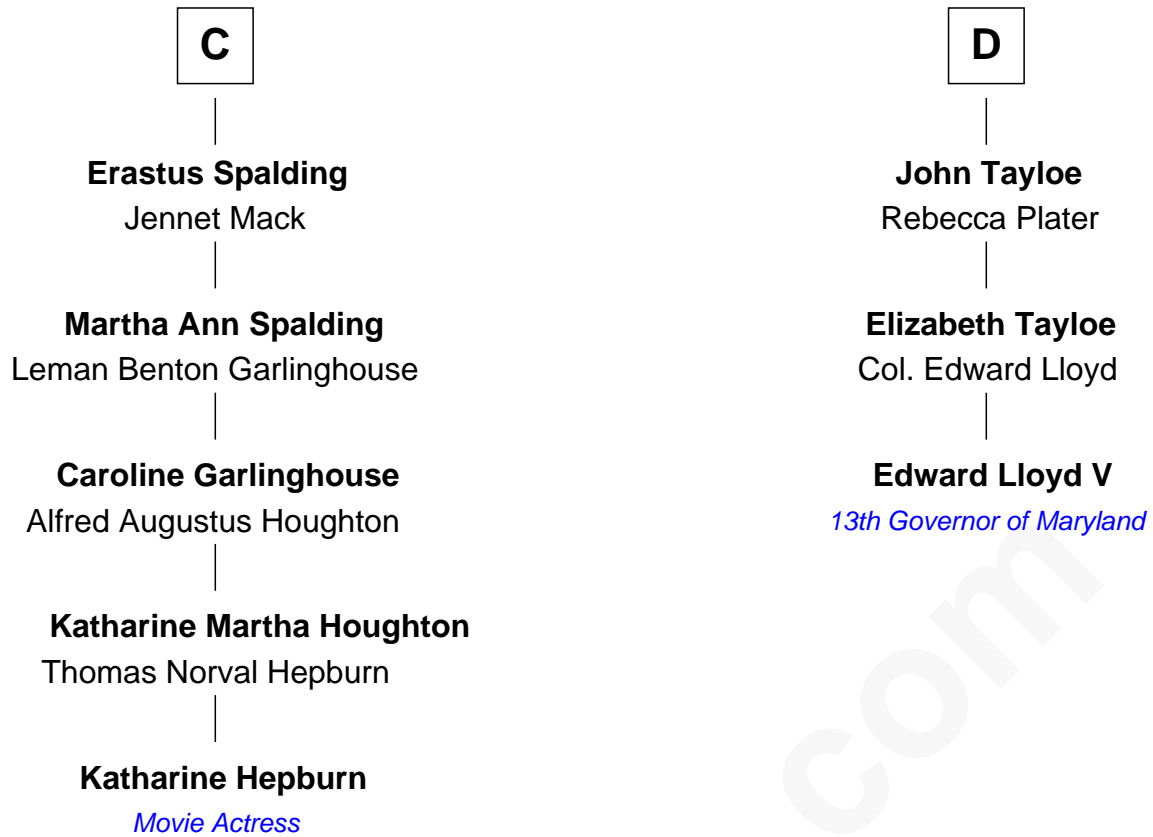 C
Erastus Spalding
Jennet Mack
Martha Ann Spalding
Leman Benton Garlinghouse
Caroline Garlinghouse
Alfred Augustus Houghton
Katharine Martha Houghton
Thomas Norval Hepburn
Katharine Hepburn
Movie Actress
D
John Tayloe
Rebecca Plater
Elizabeth Tayloe
Col. Edward Lloyd
Edward Lloyd V
13th Governor of Maryland
com